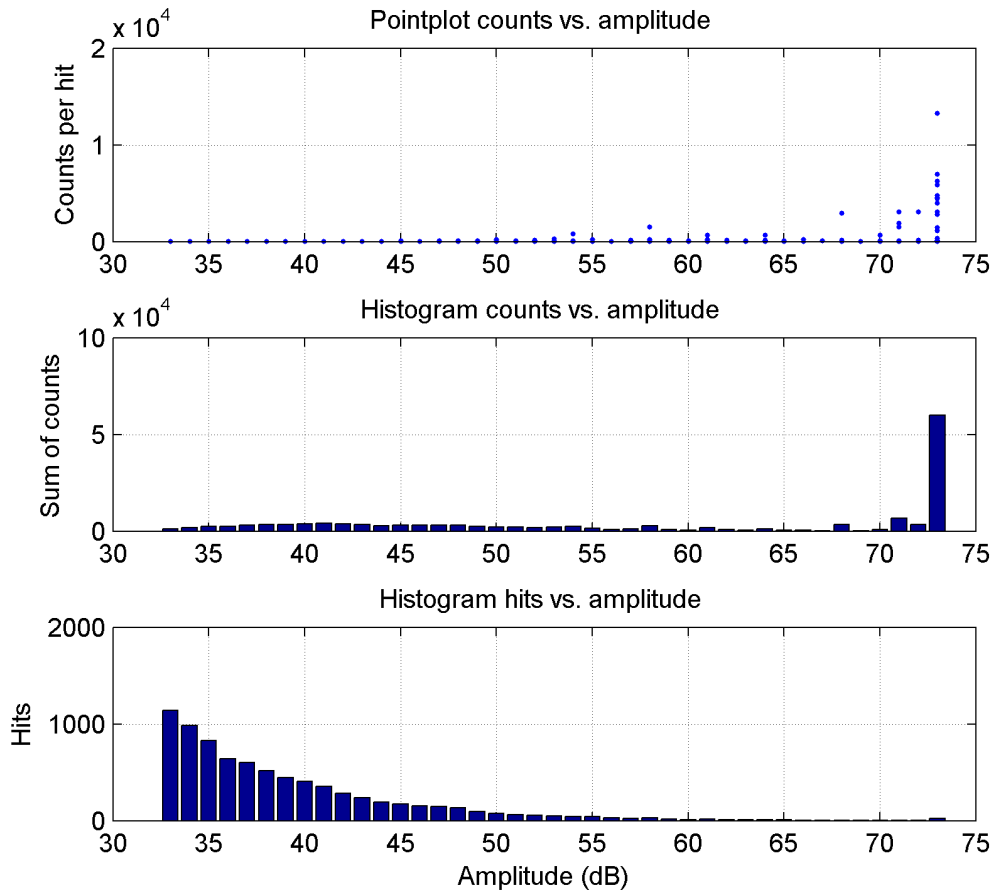 Pointplot counts vs. amplitude
x 10^4
2
1
0
Counts per hit
30 35 40 45 50 55 60 65 70 75
Histogram counts vs. amplitude
x 10^4
10
5
0
Sum of counts
30 35 40 45 50 55 60 65 70 75
Histogram hits vs. amplitude
2000
1000
0
Hits
30 35 40 45 50 55 60 65 70 75
Amplitude (dB)